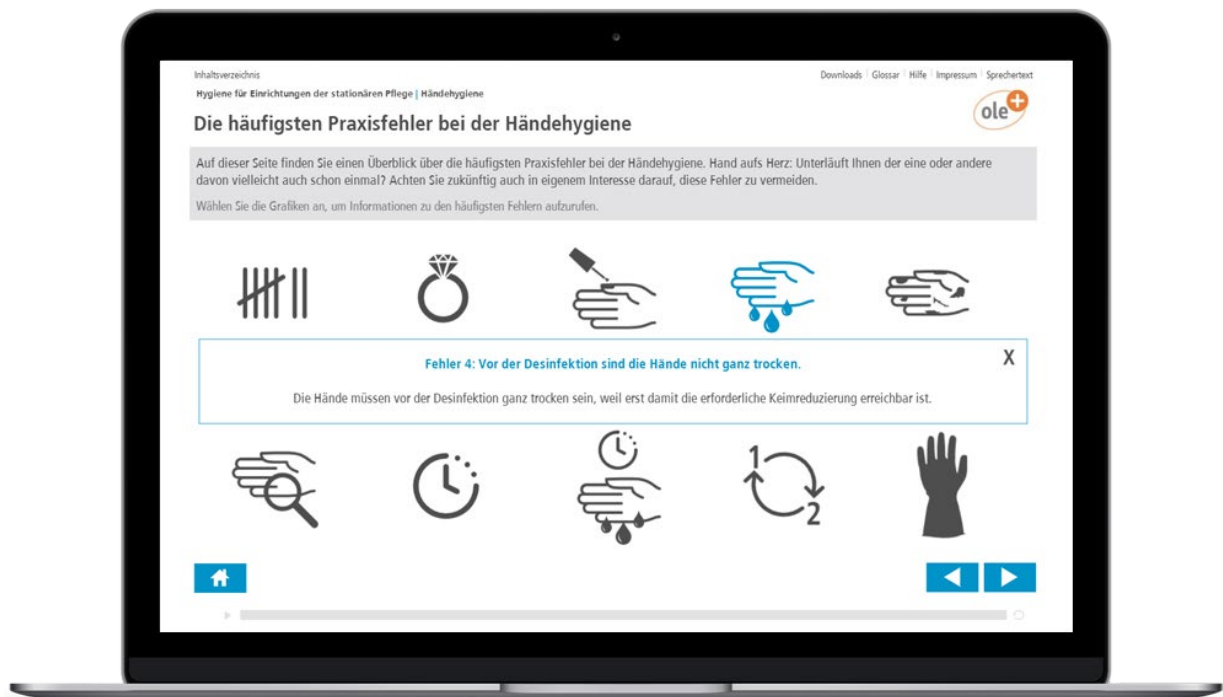 Inhaltsverzeichnis
Downloads | Glossar | Hilfe | Impressum | Sprechertext
Hygiene für Einrichtungen der stationären Pflege | Händehygiene
ole+
Die häufigsten Praxisfehler bei der Händehygiene
Auf dieser Seite finden Sie einen Überblick über die häufigsten Praxisfehler bei der Händehygiene. Hand aufs Herz: Unterläuft Ihnen der eine oder andere
davon vielleicht auch schon einmal? Achten Sie zukünftig auch in eigenem Interesse darauf, diese Fehler zu vermeiden.
Wählen Sie die Grafiken an, um Informationen zu den häufigsten Fehlern aufzurufen.
Fehler 4: Vor der Desinfektion sind die Hände nicht ganz trocken.
X
Die Hände müssen vor der Desinfektion ganz trocken sein, weil erst damit die erforderliche Keimreduzierung erreichbar ist.
1
2